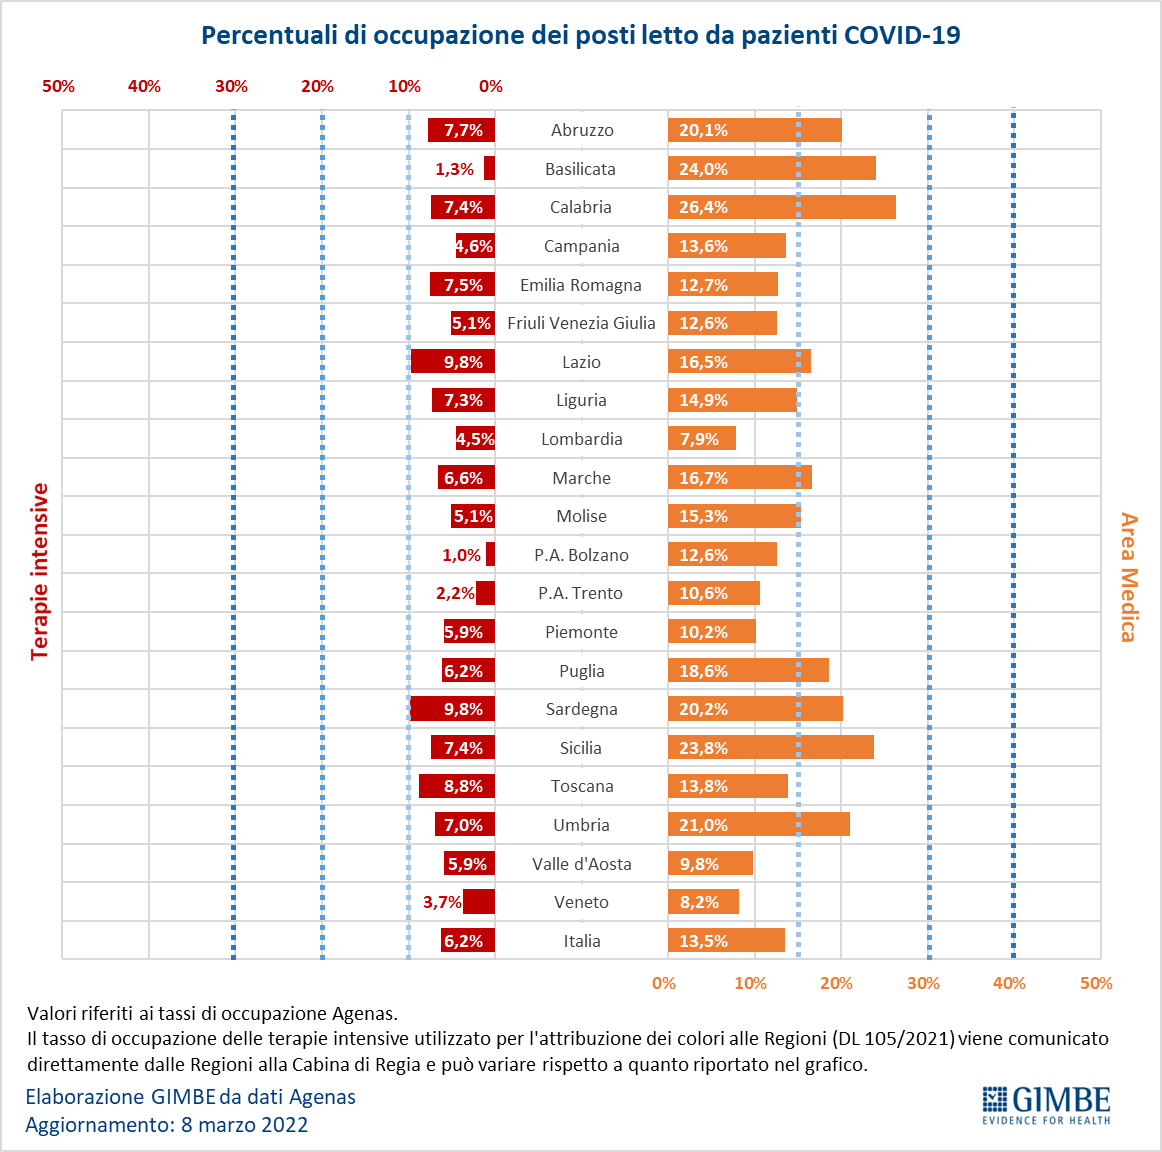 Percentuali di occupazione dei posti letto da pazienti COVID-19
50% 40% 30% 20% 10% 0%
7,7% Abruzzo 20,1%
1,3% Basilicata 24,0%
7,4% Calabria 26,4%
4,6% Campania 13,6%
7,5% Emilia Romagna 12,7%
5,1% Friuli Venezia Giulia 12,6%
9,8% Lazio 16,5%
7,3% Liguria 14,9%
4,5% Lombardia 7,9%
6,6% Marche 16,7%
5,1% Molise 15,3%
1,0% P.A. Bolzano 12,6%
2,2% P.A. Trento 10,6%
5,9% Piemonte 10,2%
6,2% Puglia 18,6%
9,8% Sardegna 20,2%
7,4% Sicilia 23,8%
8,8% Toscana 13,8%
7,0% Umbria 21,0%
5,9% Valle d'Aosta 9,8%
3,7% Veneto 8,2%
6,2% Italia 13,5%
Terapie intensive
Area Medica
0% 10% 20% 30% 40% 50%
Valori riferiti ai tassi di occupazione Agenas.
Il tasso di occupazione delle terapie intensive utilizzato per l'attribuzione dei colori alle Regioni (DL 105/2021) viene comunicato
direttamente dalle Regioni alla Cabina di Regia e può variare rispetto a quanto riportato nel grafico.
Elaborazione GIMBE da dati Agenas
Aggiornamento: 8 marzo 2022
GIMBE
EVIDENCE FOR HEALTH